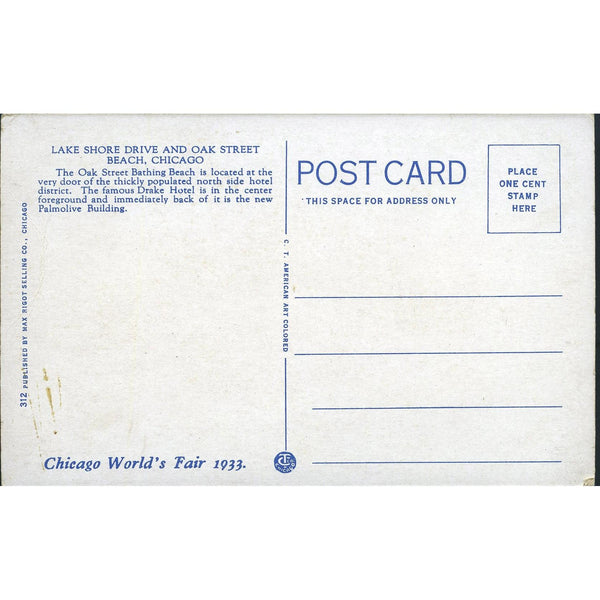 LAKE SHORE DRIVE AND OAK STREET
BEACH, CHICAGO
The Oak Street Bathing Beach is located at the
very door of the thickly populated north side hotel
district. The famous Drake Hotel is in the center
foreground and immediately back of it is the new
Palmolive Building.
312 PUBLISHED BY MAX RIGOT SELLING CO., CHICAGO
Chicago World's Fair 1933.
C. T. AMERICAN ART COLORED
POST CARD
THIS SPACE FOR ADDRESS ONLY
PLACE
ONE CENT
STAMP
HERE